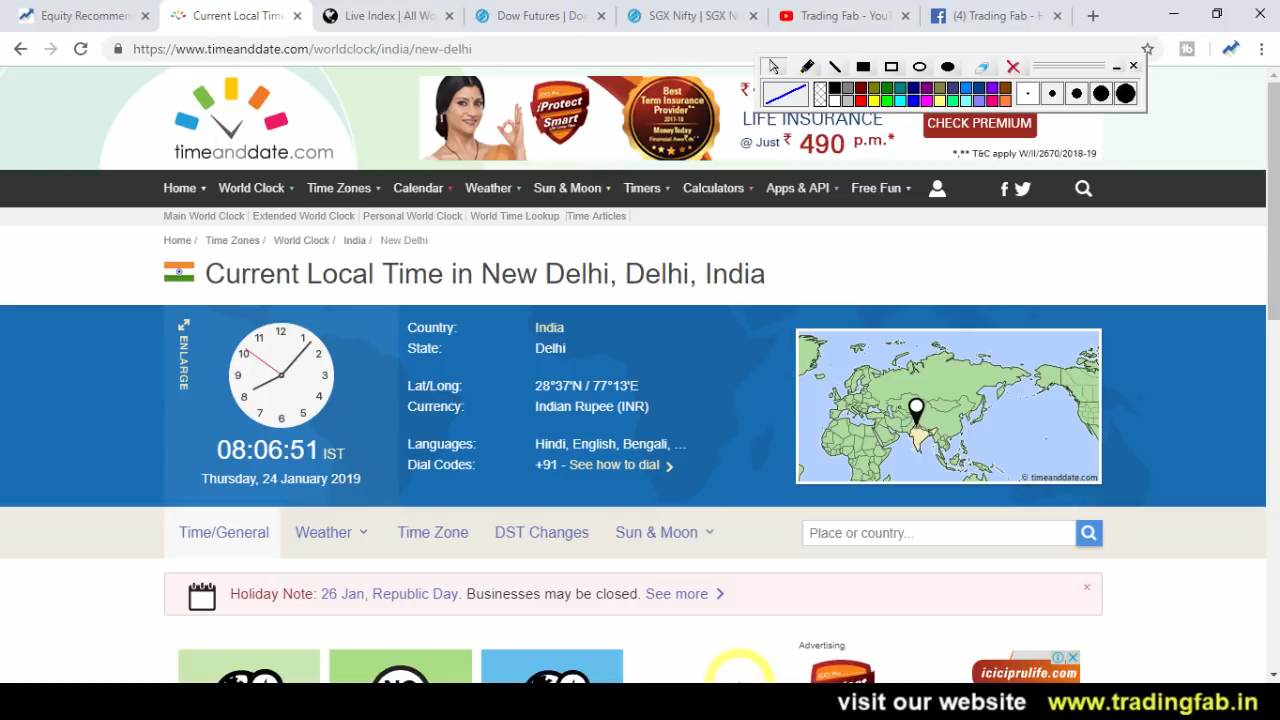 Equity Recommen
Current Local Time
Live Index | All Wo
Dow Futures | Dow
SGX Nifty | SGX N
Trading Fab - YouT
(4) Trading Fab - H
https://www.timeanddate.com/worldclock/india/new-delhi
timeanddate.com
iProtect
Smart
Best
Term Insurance
Provider**
2017-18
MoneyToday
LIFE INSURANCE
@ Just ₹ 490 p.m.*
CHECK PREMIUM
*,** T&C apply W/II/2670/2018-19
Home World Clock Time Zones Calendar Weather Sun & Moon Timers Calculators Apps & API Free Fun
Main World Clock Extended World Clock Personal World Clock World Time Lookup Time Articles
Home / Time Zones / World Clock / India / New Delhi
Current Local Time in New Delhi, Delhi, India
ENLARGE
12
1
2
3
4
5
6
7
8
9
10
11
08:06:51 IST
Thursday, 24 January 2019
Country: India
State: Delhi
Lat/Long: 28°37'N / 77°13'E
Currency: Indian Rupee (INR)
Languages: Hindi, English, Bengali, ...
Dial Codes: +91 - See how to dial
© timeanddate.com
Time/General Weather Time Zone DST Changes Sun & Moon
Place or country...
Holiday Note: 26 Jan, Republic Day. Businesses may be closed. See more
Advertising
NO
iProtect
iciciprulife.com
visit our website www.tradingfab.in